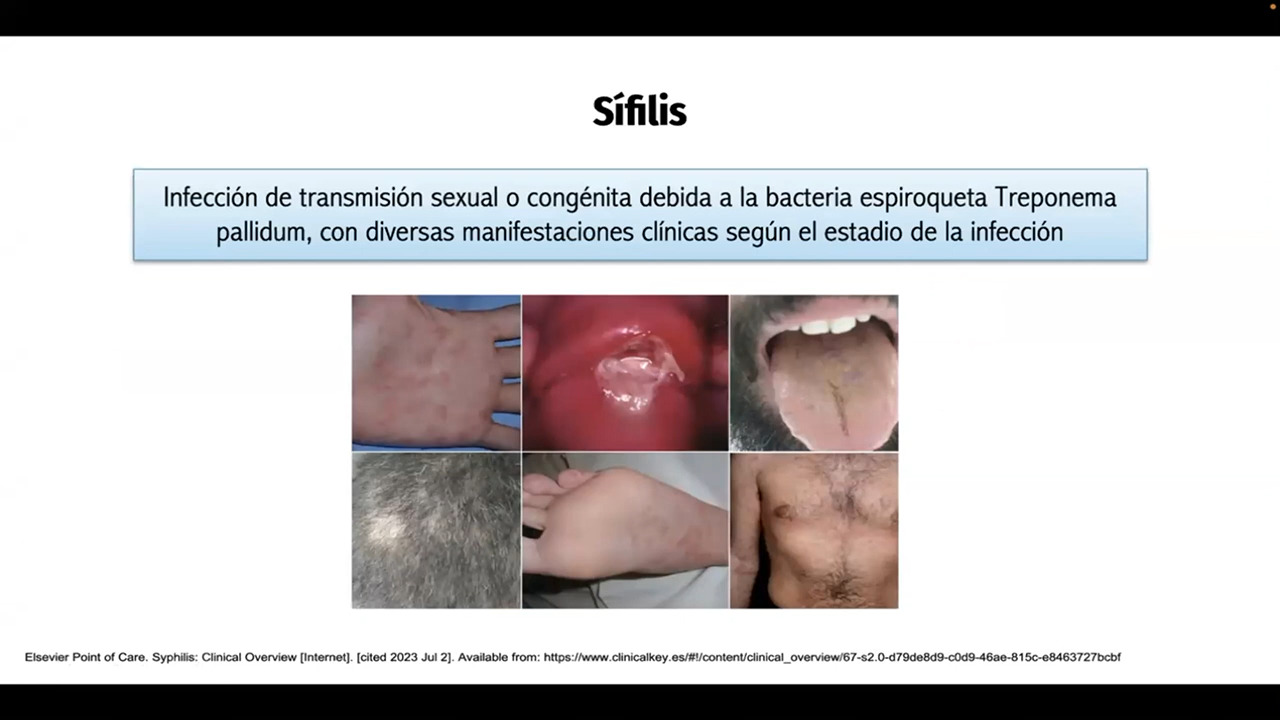 Sífilis
Infección de transmisión sexual o congénita debida a la bacteria espiroqueta Treponema
pallidum, con diversas manifestaciones clínicas según el estadio de la infección
Elsevier Point of Care. Syphilis: Clinical Overview [Internet]. [cited 2023 Jul 2]. Available from: https://www.clinicalkey.es/#!/content/clinical_overview/67-s2.0-d79de8d9-c0d9-46ae-815c-e8463727bcbf